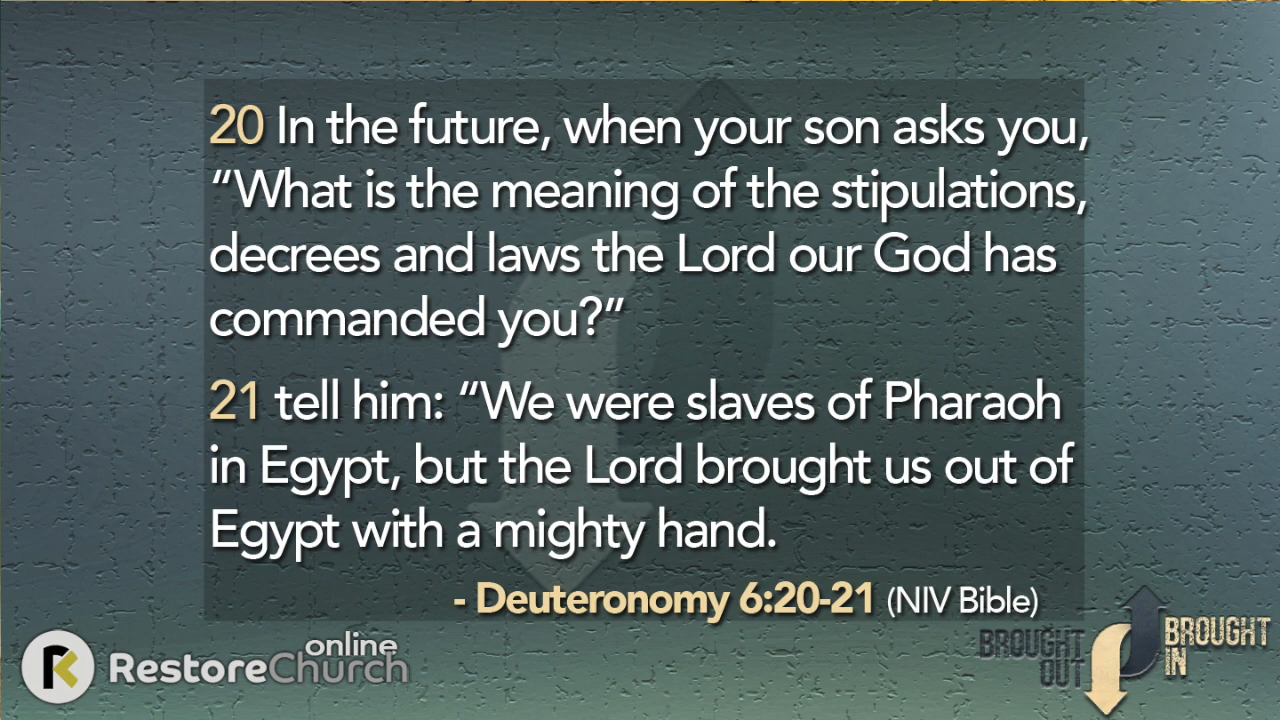 20 In the future, when your son asks you,
“What is the meaning of the stipulations,
decrees and laws the Lord our God has
commanded you?”
21 tell him: “We were slaves of Pharaoh
in Egypt, but the Lord brought us out of
Egypt with a mighty hand.
- Deuteronomy 6:20-21 (NIV Bible)
online
RestoreChurch
BROUGHT
OUT
BROUGHT
IN